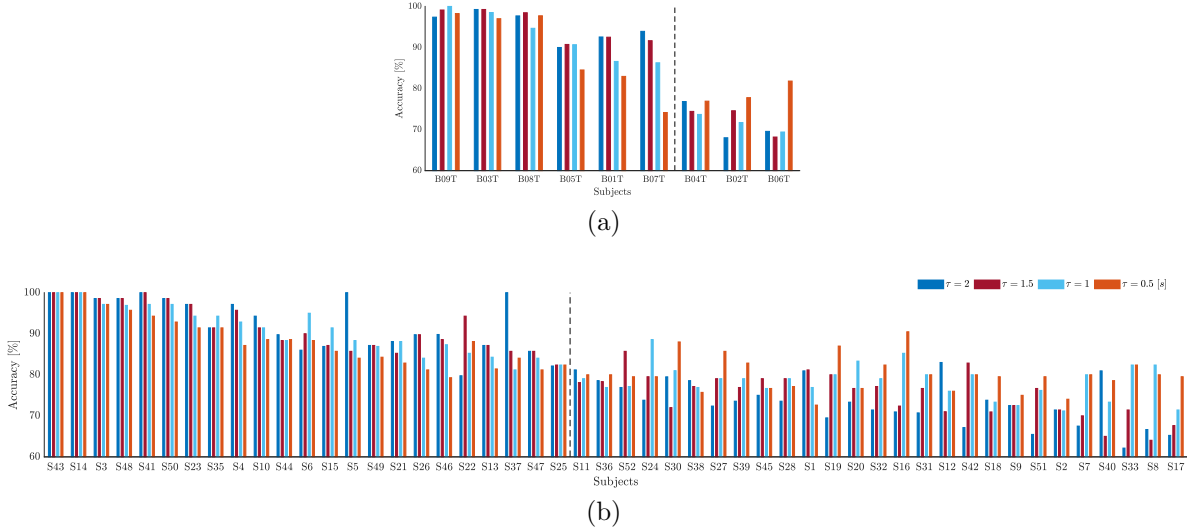 100
90
80
70
60
Accuracy [%]
B09T B03T B08T B05T B01T B07T B04T B02T B06T
Subjects
(a)
τ = 2 τ = 1.5 τ = 1 τ = 0.5 [s]
100
90
80
70
60
Accuracy [%]
S43 S14 S3 S48 S41 S50 S23 S35 S4 S10 S44 S6 S15 S5 S49 S21 S26 S46 S22 S13 S37 S47 S25 S11 S36 S52 S24 S30 S38 S27 S39 S45 S28 S1 S19 S20 S32 S16 S31 S12 S42 S18 S9 S51 S2 S7 S40 S33 S8 S17
Subjects
(b)